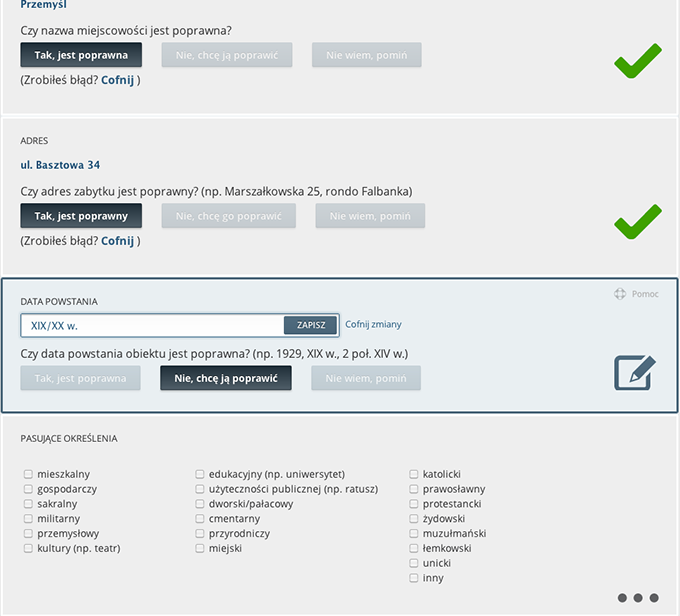 Przemyśl
Czy nazwa miejscowości jest poprawna?
Tak, jest poprawna Nie, chcę ją poprawić Nie wiem, pomiń
(Zrobiłeś błąd? Cofnij )
ADRES
ul. Basztowa 34
Czy adres zabytku jest poprawny? (np. Marszałkowska 25, rondo Falbanka)
Tak, jest poprawny Nie, chcę go poprawić Nie wiem, pomiń
(Zrobiłeś błąd? Cofnij )
DATA POWSTANIA Pomoc
XIX/XX w. ZAPISZ Cofnij zmiany
Czy data powstania obiektu jest poprawna? (np. 1929, XIX w., 2 poł. XIV w.)
Tak, jest poprawna Nie, chcę ją poprawić Nie wiem, pomiń
PASUJĄCE OKREŚLENIA
mieszkalny
gospodarczy
sakralny
militarny
przemysłowy
kultury (np. teatr)
edukacyjny (np. uniwersytet)
użyteczności publicznej (np. ratusz)
dworski/pałacowy
cmentarny
przyrodniczy
miejski
katolicki
prawosławny
protestancki
żydowski
muzułmański
łemkowski
unicki
inny